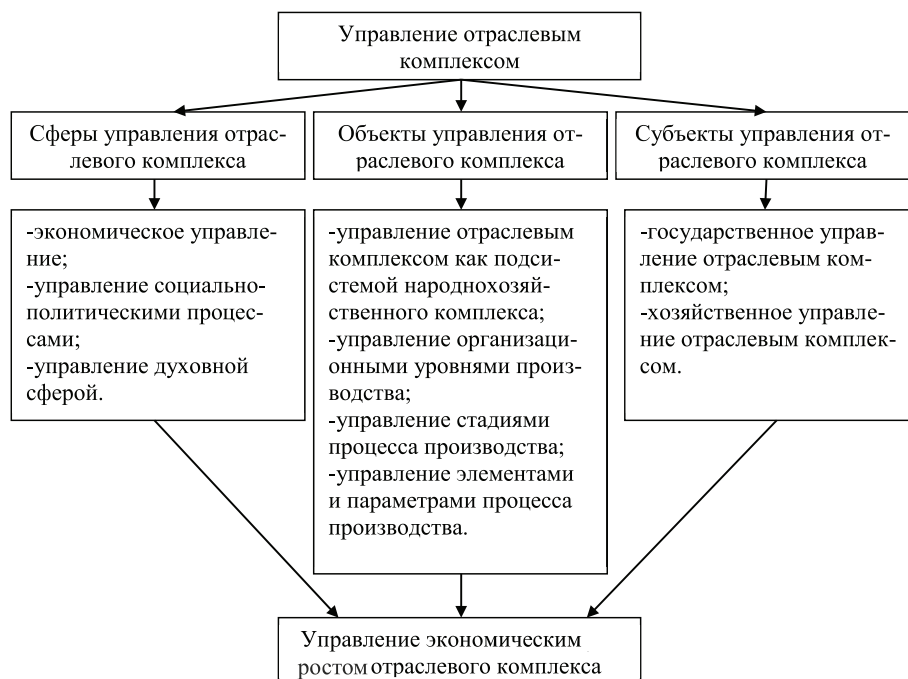 Управление отраслевым
комплексом
Сферы управления отрас-
левого комплекса
Объекты управления от-
раслевого комплекса
Субъекты управления от-
раслевого комплекса
-экономическое управле-
ние;
-управление социально-
политическими процес-
сами;
-управление духовной
сферой.
-управление отраслевым
комплексом как подси-
стемой народнохозяй-
ственного комплекса;
-управление организаци-
онными уровнями произ-
водства;
-управление стадиями
процесса производства;
-управление элементами
и параметрами процесса
производства.
-государственное управ-
ление отраслевым ком-
плексом;
-хозяйственное управле-
ние отраслевым комплек-
сом.
Управление экономическим
ростом отраслевого комплекса